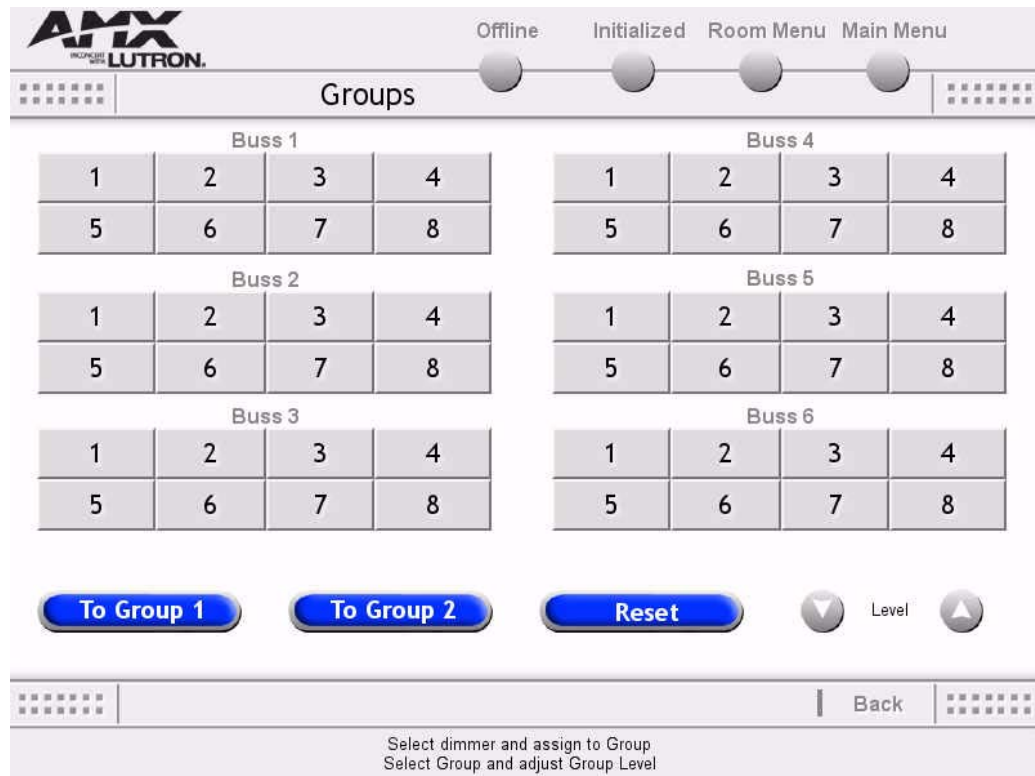 AMX
INCONCERT WITH LUTRON.
Offline Initialized Room Menu Main Menu
Groups
Buss 1
1 2 3 4
5 6 7 8
Buss 2
1 2 3 4
5 6 7 8
Buss 3
1 2 3 4
5 6 7 8
Buss 4
1 2 3 4
5 6 7 8
Buss 5
1 2 3 4
5 6 7 8
Buss 6
1 2 3 4
5 6 7 8
To Group 1 To Group 2 Reset Level
Back
Select dimmer and assign to Group
Select Group and adjust Group Level